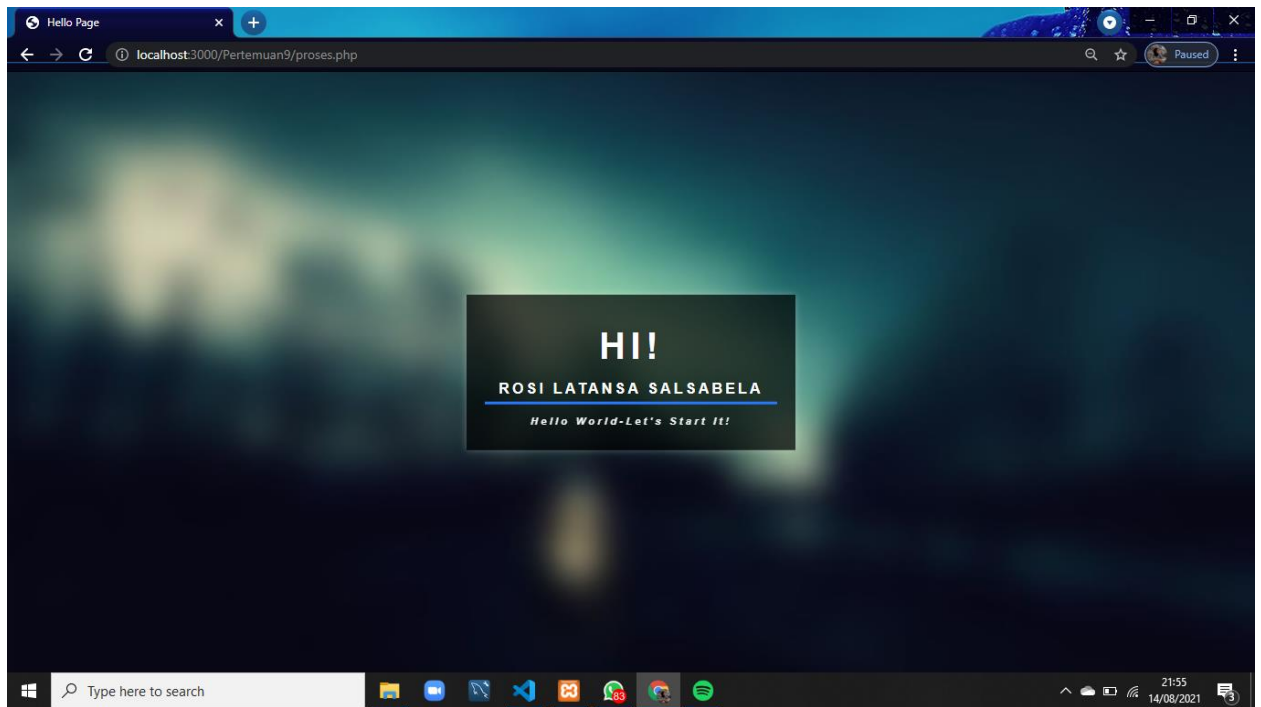 Hello Page
localhost:3000/Pertemuan9/proses.php
Paused
HI!
ROSI LATANSA SALSABELA
Hello World-Let's Start It!
Type here to search
83
21:55
14/08/2021
3